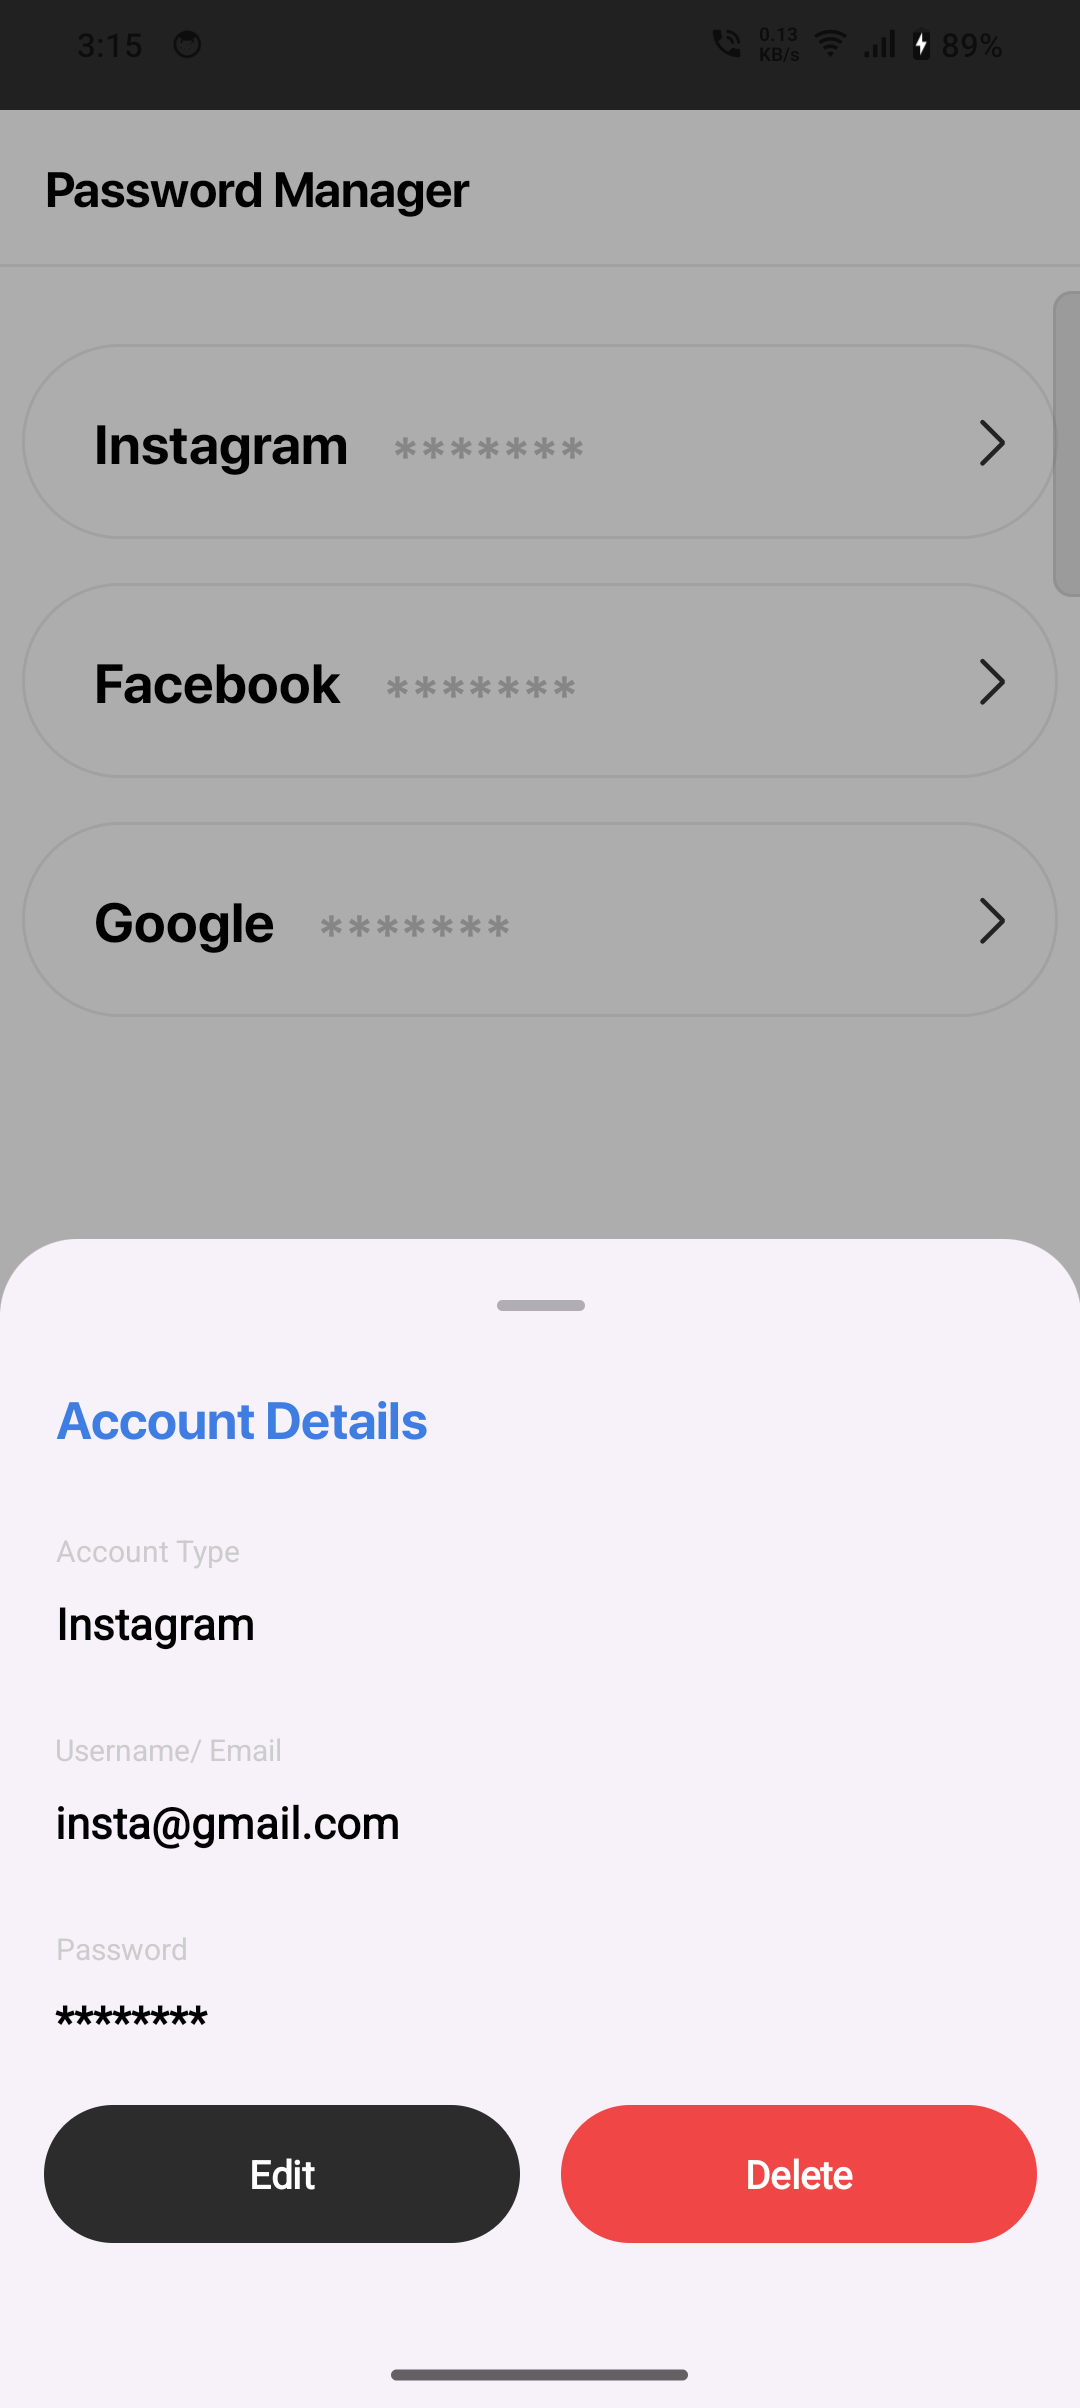 3:15 0.13 KB/s 89%
Password Manager
Instagram *******
Facebook *******
Google *******
Account Details
Account Type
Instagram
Username/ Email
insta@gmail.com
Password
********
Edit Delete